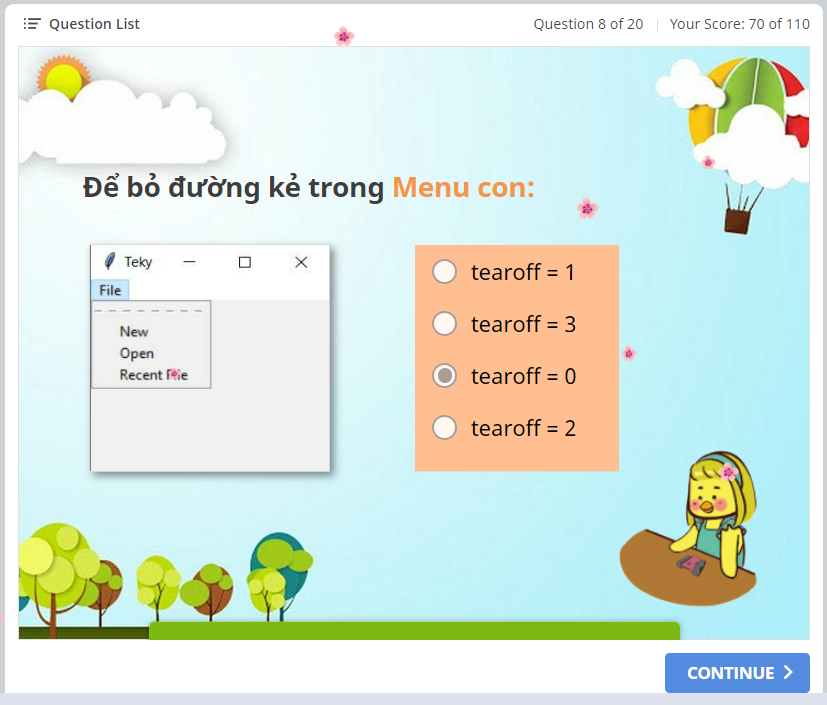 Question List
Question 8 of 20 | Your Score: 70 of 110
Để bỏ đường kẻ trong Menu con:
Teky
File
New
Open
Recent File
tearoff = 1
tearoff = 3
tearoff = 0
tearoff = 2
CONTINUE